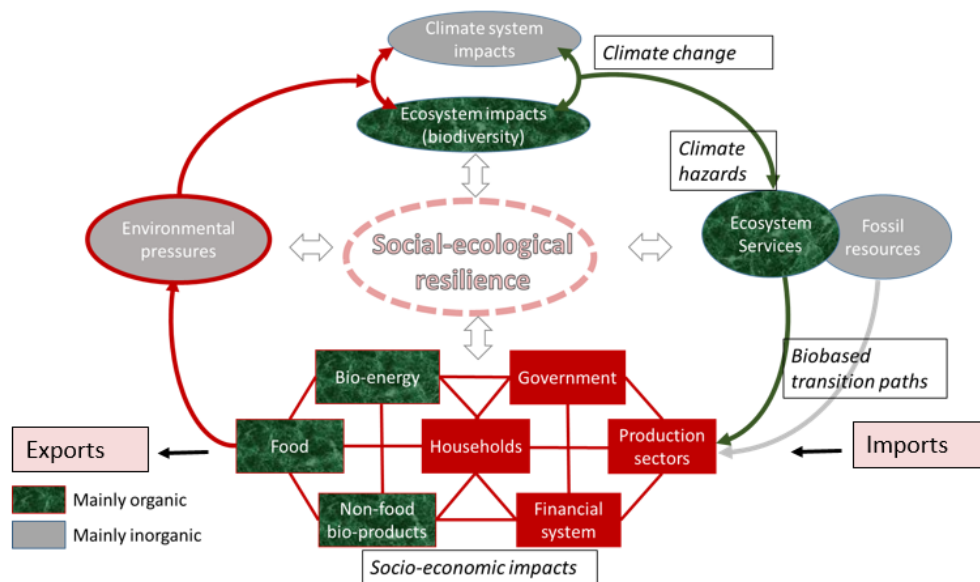 Climate system
impacts
Climate change
Ecosystem impacts
(biodiversity)
Climate
hazards
Environmental
pressures
Social-ecological
resilience
Ecosystem
Services
Fossil
resources
Bio-energy
Government
Biobased
transition paths
Exports
Food
Households
Production
sectors
Imports
Mainly organic
Mainly inorganic
Non-food
bio-products
Financial
system
Socio-economic impacts